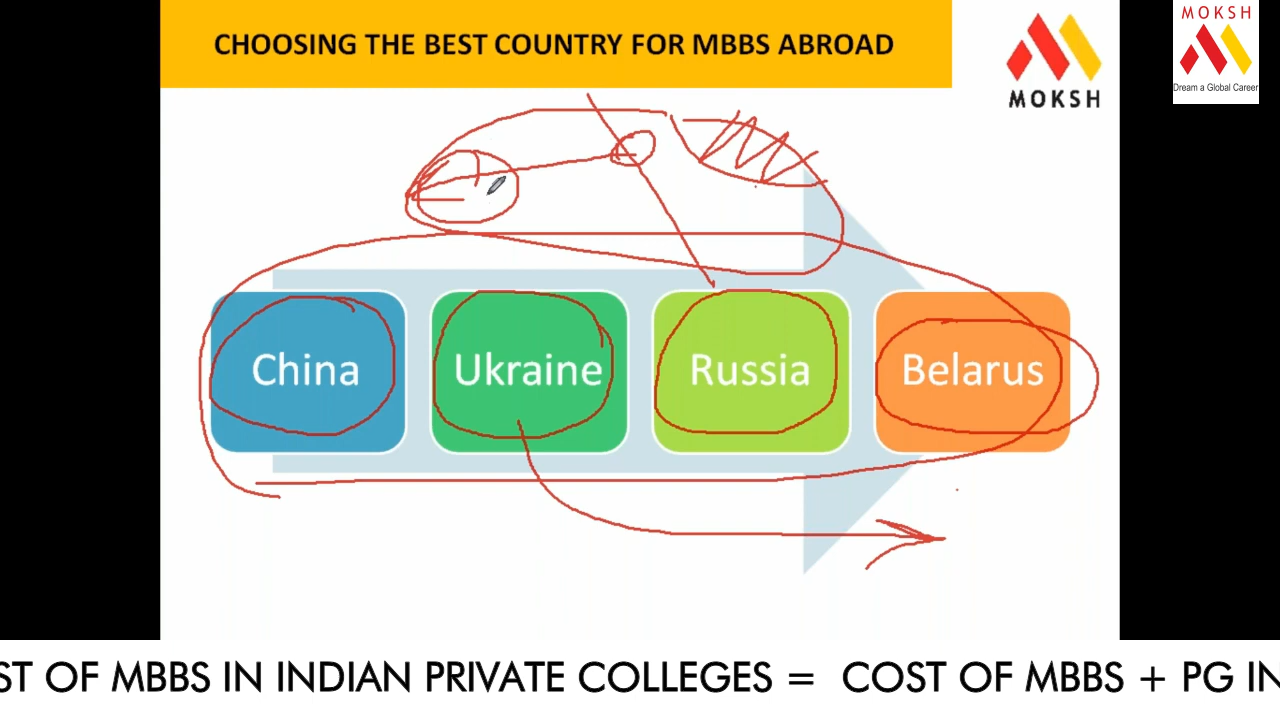 CHOOSING THE BEST COUNTRY FOR MBBS ABROAD
MOKSH
MOKSH
Dream a Global Career
China
Ukraine
Russia
Belarus
ST OF MBBS IN INDIAN PRIVATE COLLEGES = COST OF MBBS + PG IN